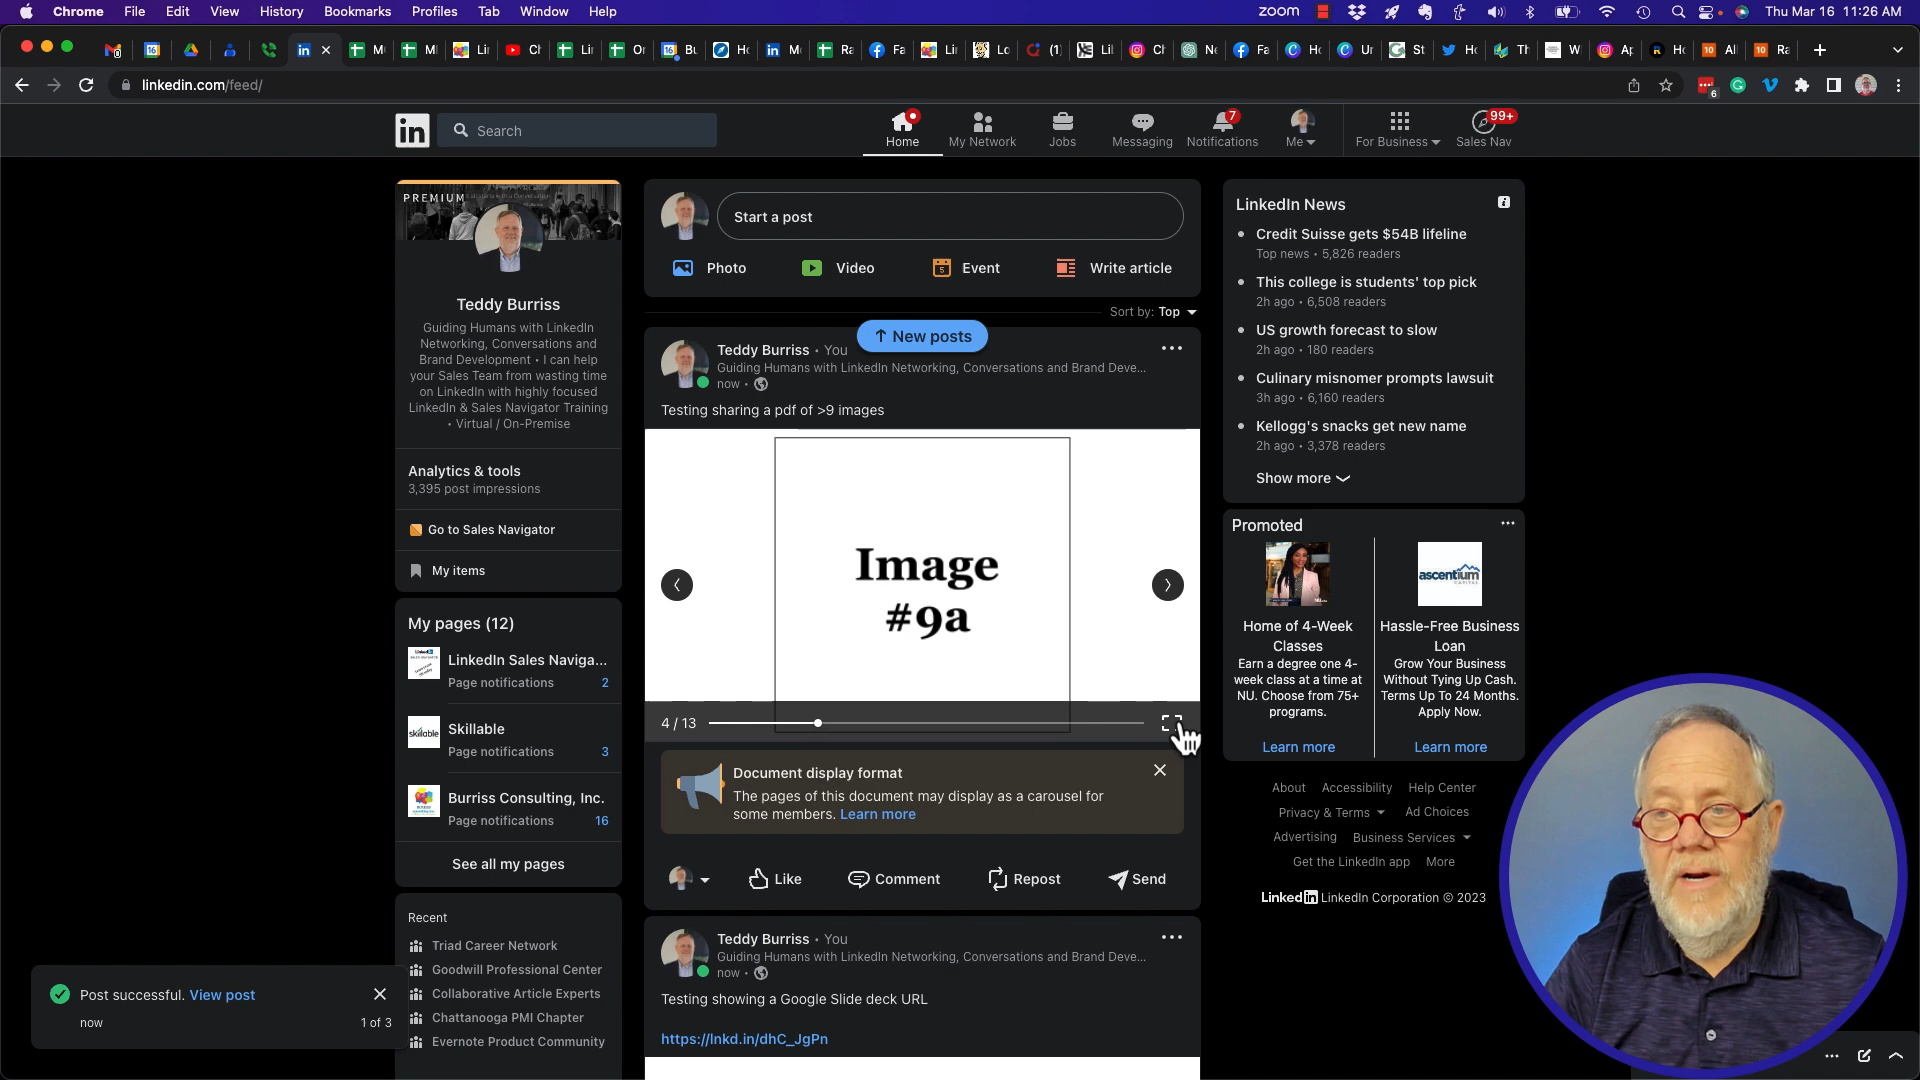 Chrome File Edit View History Bookmarks Profiles Tab Window Help
zoom Thu Mar 16 11:26 AM
linkedin.com/feed/
in Search
Home My Network Jobs Messaging Notifications Me For Business Sales Nav
7 99+
PREMIUM
Teddy Burriss
Guiding Humans with LinkedIn
Networking, Conversations and
Brand Development • I can help
your Sales Team from wasting time
on LinkedIn with highly focused
LinkedIn & Sales Navigator Training
• Virtual / On-Premise
Analytics & tools
3,395 post impressions
Go to Sales Navigator
My items
My pages (12)
LinkedIn Sales Naviga...
Page notifications 2
Skillable
Page notifications 3
Burriss Consulting, Inc.
Page notifications 16
See all my pages
Recent
Triad Career Network
Goodwill Professional Center
Collaborative Article Experts
Chattanooga PMI Chapter
Evernote Product Community
Post successful. View post
now 1 of 3
Start a post
Photo Video Event Write article
Sort by: Top
New posts
Teddy Burriss • You
Guiding Humans with LinkedIn Networking, Conversations and Brand Deve...
now •
Testing sharing a pdf of >9 images
Image
#9a
4 / 13
Document display format
The pages of this document may display as a carousel for
some members. Learn more
Like Comment Repost Send
Teddy Burriss • You
Guiding Humans with LinkedIn Networking, Conversations and Brand Deve...
now •
Testing showing a Google Slide deck URL
https://lnkd.in/dhC_JgPn
LinkedIn News
Credit Suisse gets $54B lifeline
Top news • 5,826 readers
This college is students' top pick
2h ago • 6,508 readers
US growth forecast to slow
2h ago • 180 readers
Culinary misnomer prompts lawsuit
3h ago • 6,160 readers
Kellogg's snacks get new name
2h ago • 3,378 readers
Show more
Promoted
Home of 4-Week
Classes
Earn a degree one 4-
week class at a time at
NU. Choose from 75+
programs.
Learn more
ascentium
CAPITAL
Hassle-Free Business
Loan
Grow Your Business
Without Tying Up Cash.
Terms Up To 24 Months.
Apply Now.
Learn more
About Accessibility Help Center
Privacy & Terms Ad Choices
Advertising Business Services
Get the LinkedIn app More
LinkedIn LinkedIn Corporation © 2023